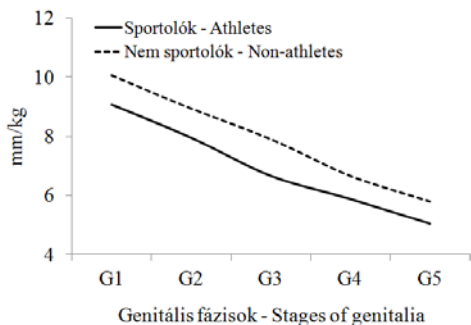 12
Sportolók - Athletes
Nem sportolók - Non-athletes
10
8
6
4
mm/kg
G1 G2 G3 G4 G5
Genitális fázisok - Stages of genitalia